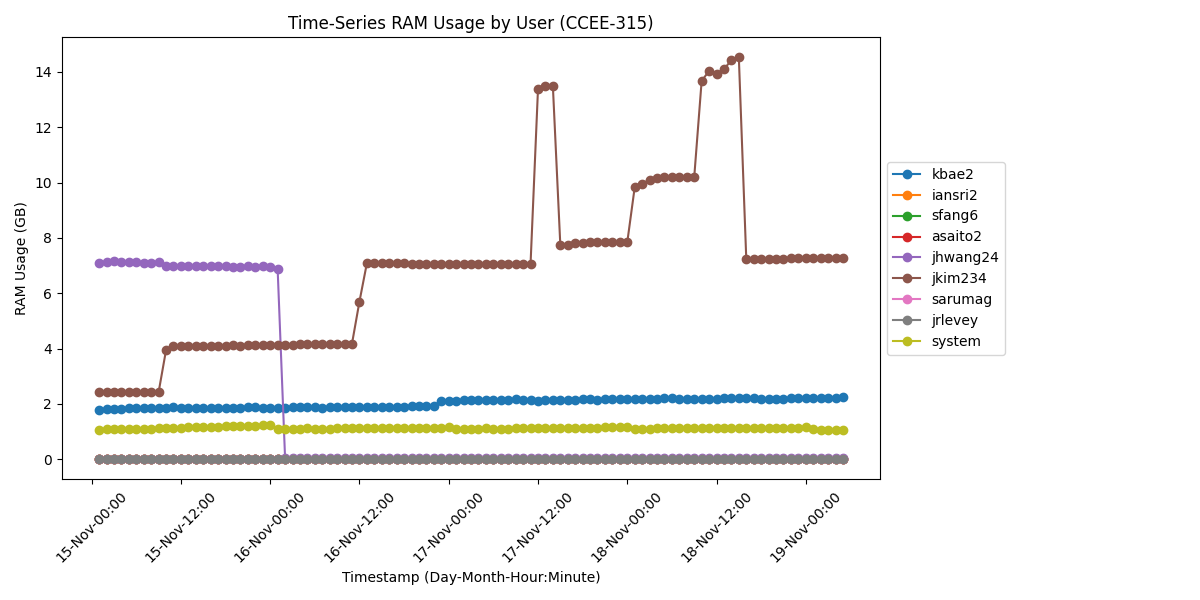 Time-Series RAM Usage by User (CCEE-315)
RAM Usage (GB)
14
12
10
8
6
4
2
0
15-Nov-00:00
15-Nov-12:00
16-Nov-00:00
16-Nov-12:00
17-Nov-00:00
17-Nov-12:00
18-Nov-00:00
18-Nov-12:00
19-Nov-00:00
Timestamp (Day-Month-Hour:Minute)
kbae2
iansri2
sfang6
asaito2
jhwang24
jkim234
sarumag
jrlevey
system